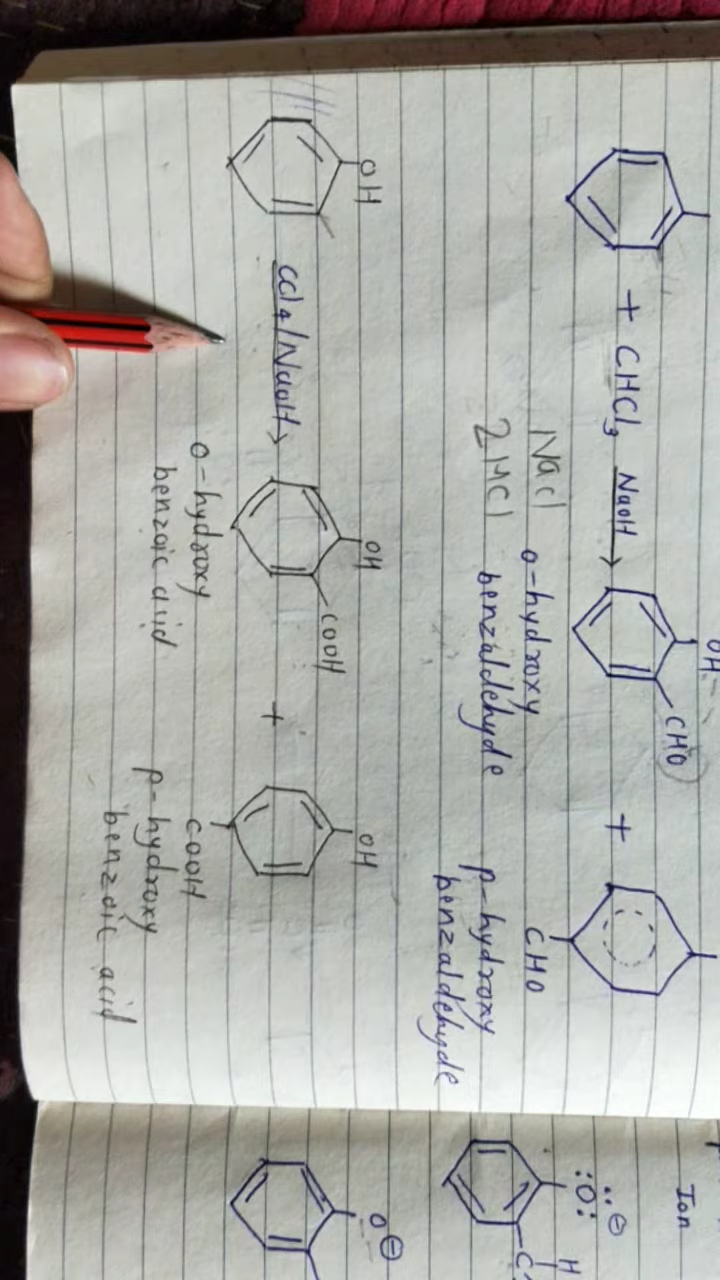 + CHCl3 NaOH → OH CHO + CHO
NaCl o-hydroxy p-hydroxy
2HCl benzaldehyde benzaldehyde
OH CCl4/NaOH → OH COOH + OH
COOH
o-hydroxy p-hydroxy
benzoic acid benzoic acid
Ion
:Ö: ⊖
H
O⊖